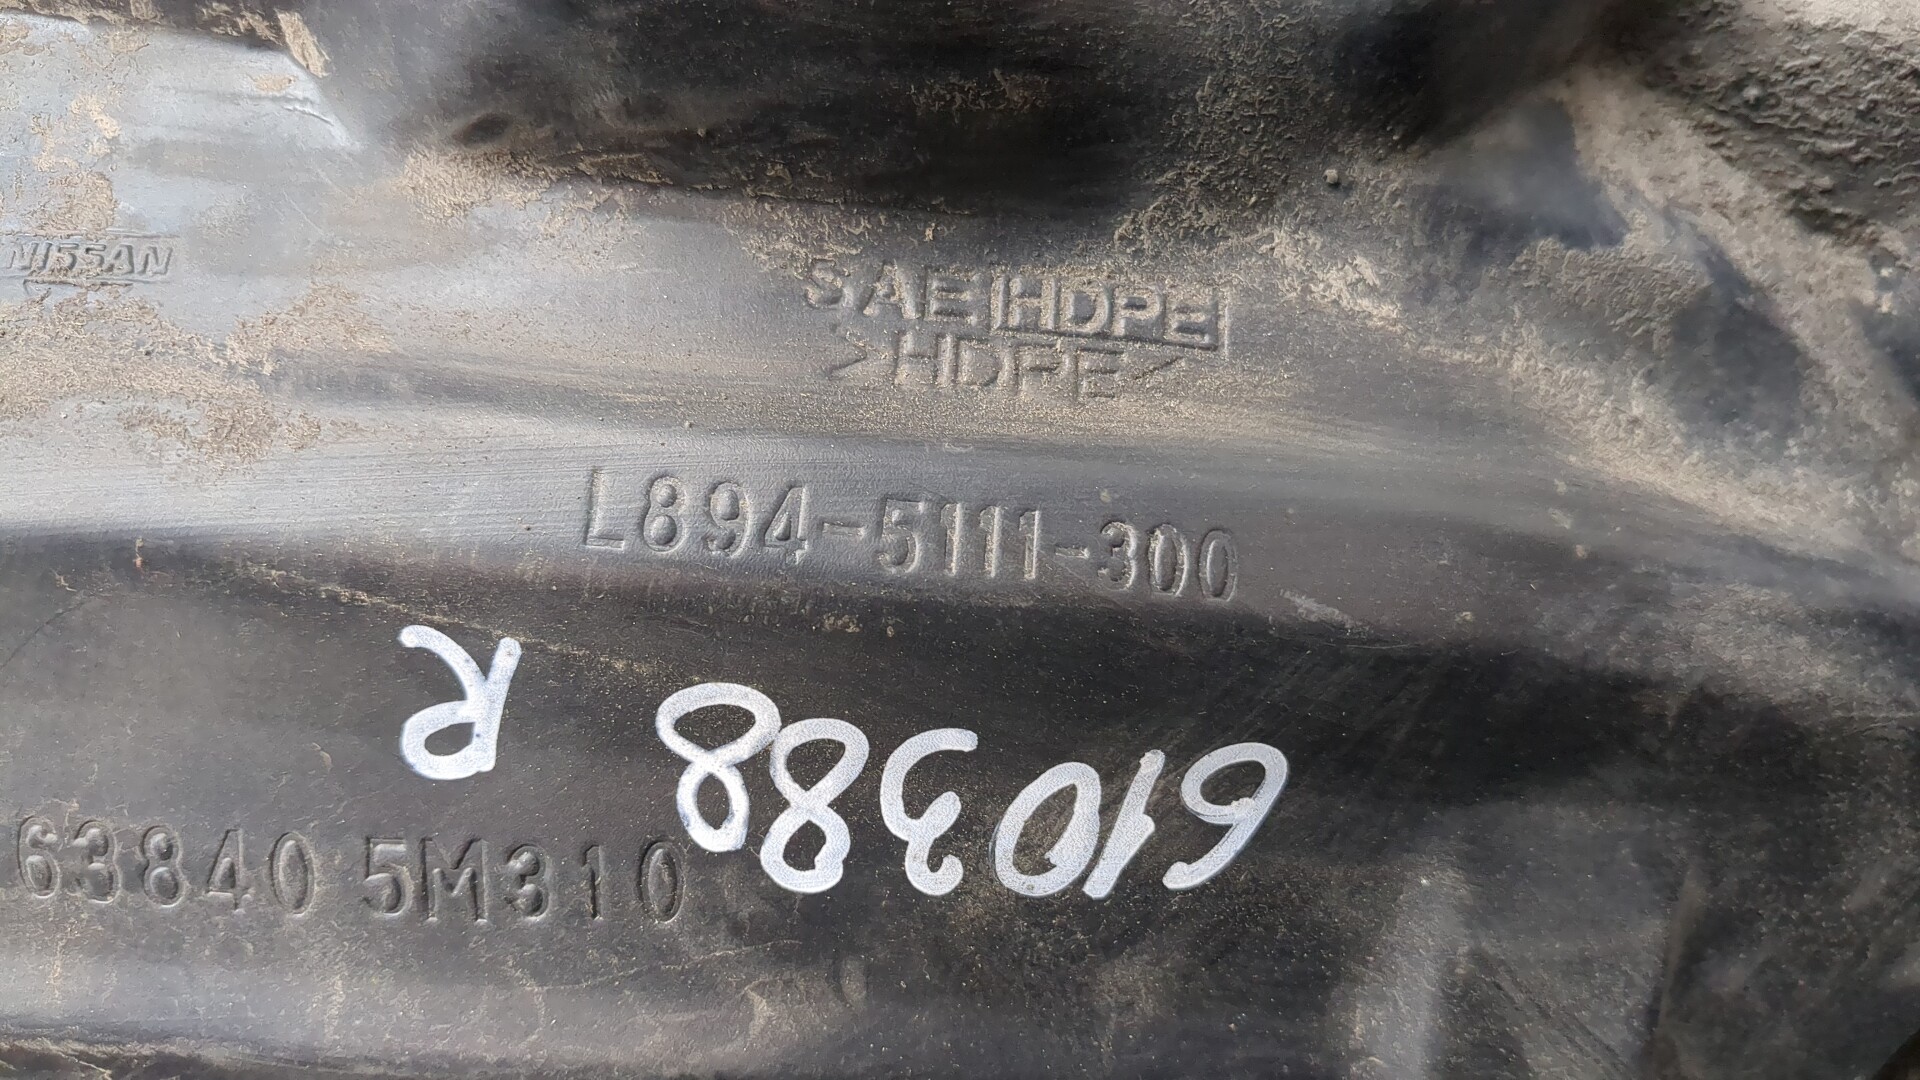 NISSAN
SAE HDPE
>HDPE<
L894-5111-300
R
610388
63840 5M310